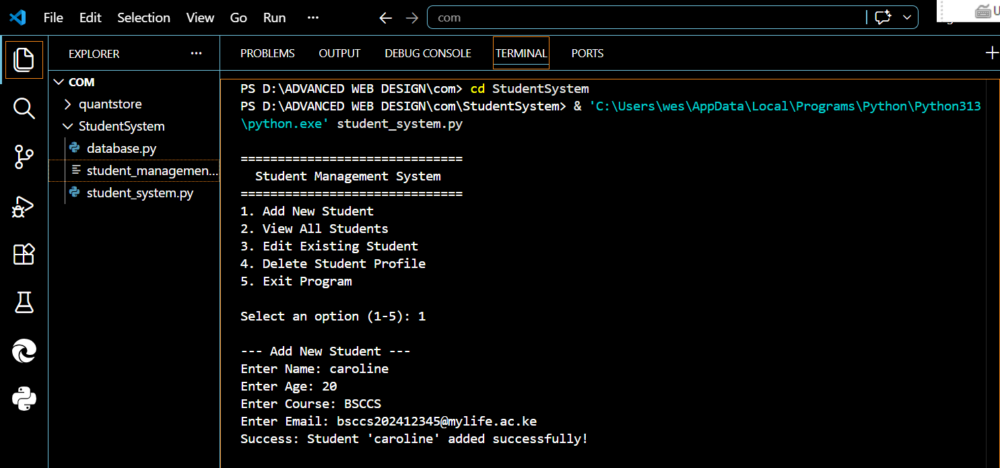 File Edit Selection View Go Run ...
com
U
EXPLORER ...
COM
quantstore
StudentSystem
database.py
student_managemen...
student_system.py
PROBLEMS OUTPUT DEBUG CONSOLE TERMINAL PORTS
PS D:\ADVANCED WEB DESIGN\com> cd StudentSystem
PS D:\ADVANCED WEB DESIGN\com\StudentSystem> & 'C:\Users\wes\AppData\Local\Programs\Python\Python313
\python.exe' student_system.py
==============================
Student Management System
==============================
1. Add New Student
2. View All Students
3. Edit Existing Student
4. Delete Student Profile
5. Exit Program
Select an option (1-5): 1
--- Add New Student ---
Enter Name: caroline
Enter Age: 20
Enter Course: BSCCS
Enter Email: bsccs202412345@mylife.ac.ke
Success: Student 'caroline' added successfully!